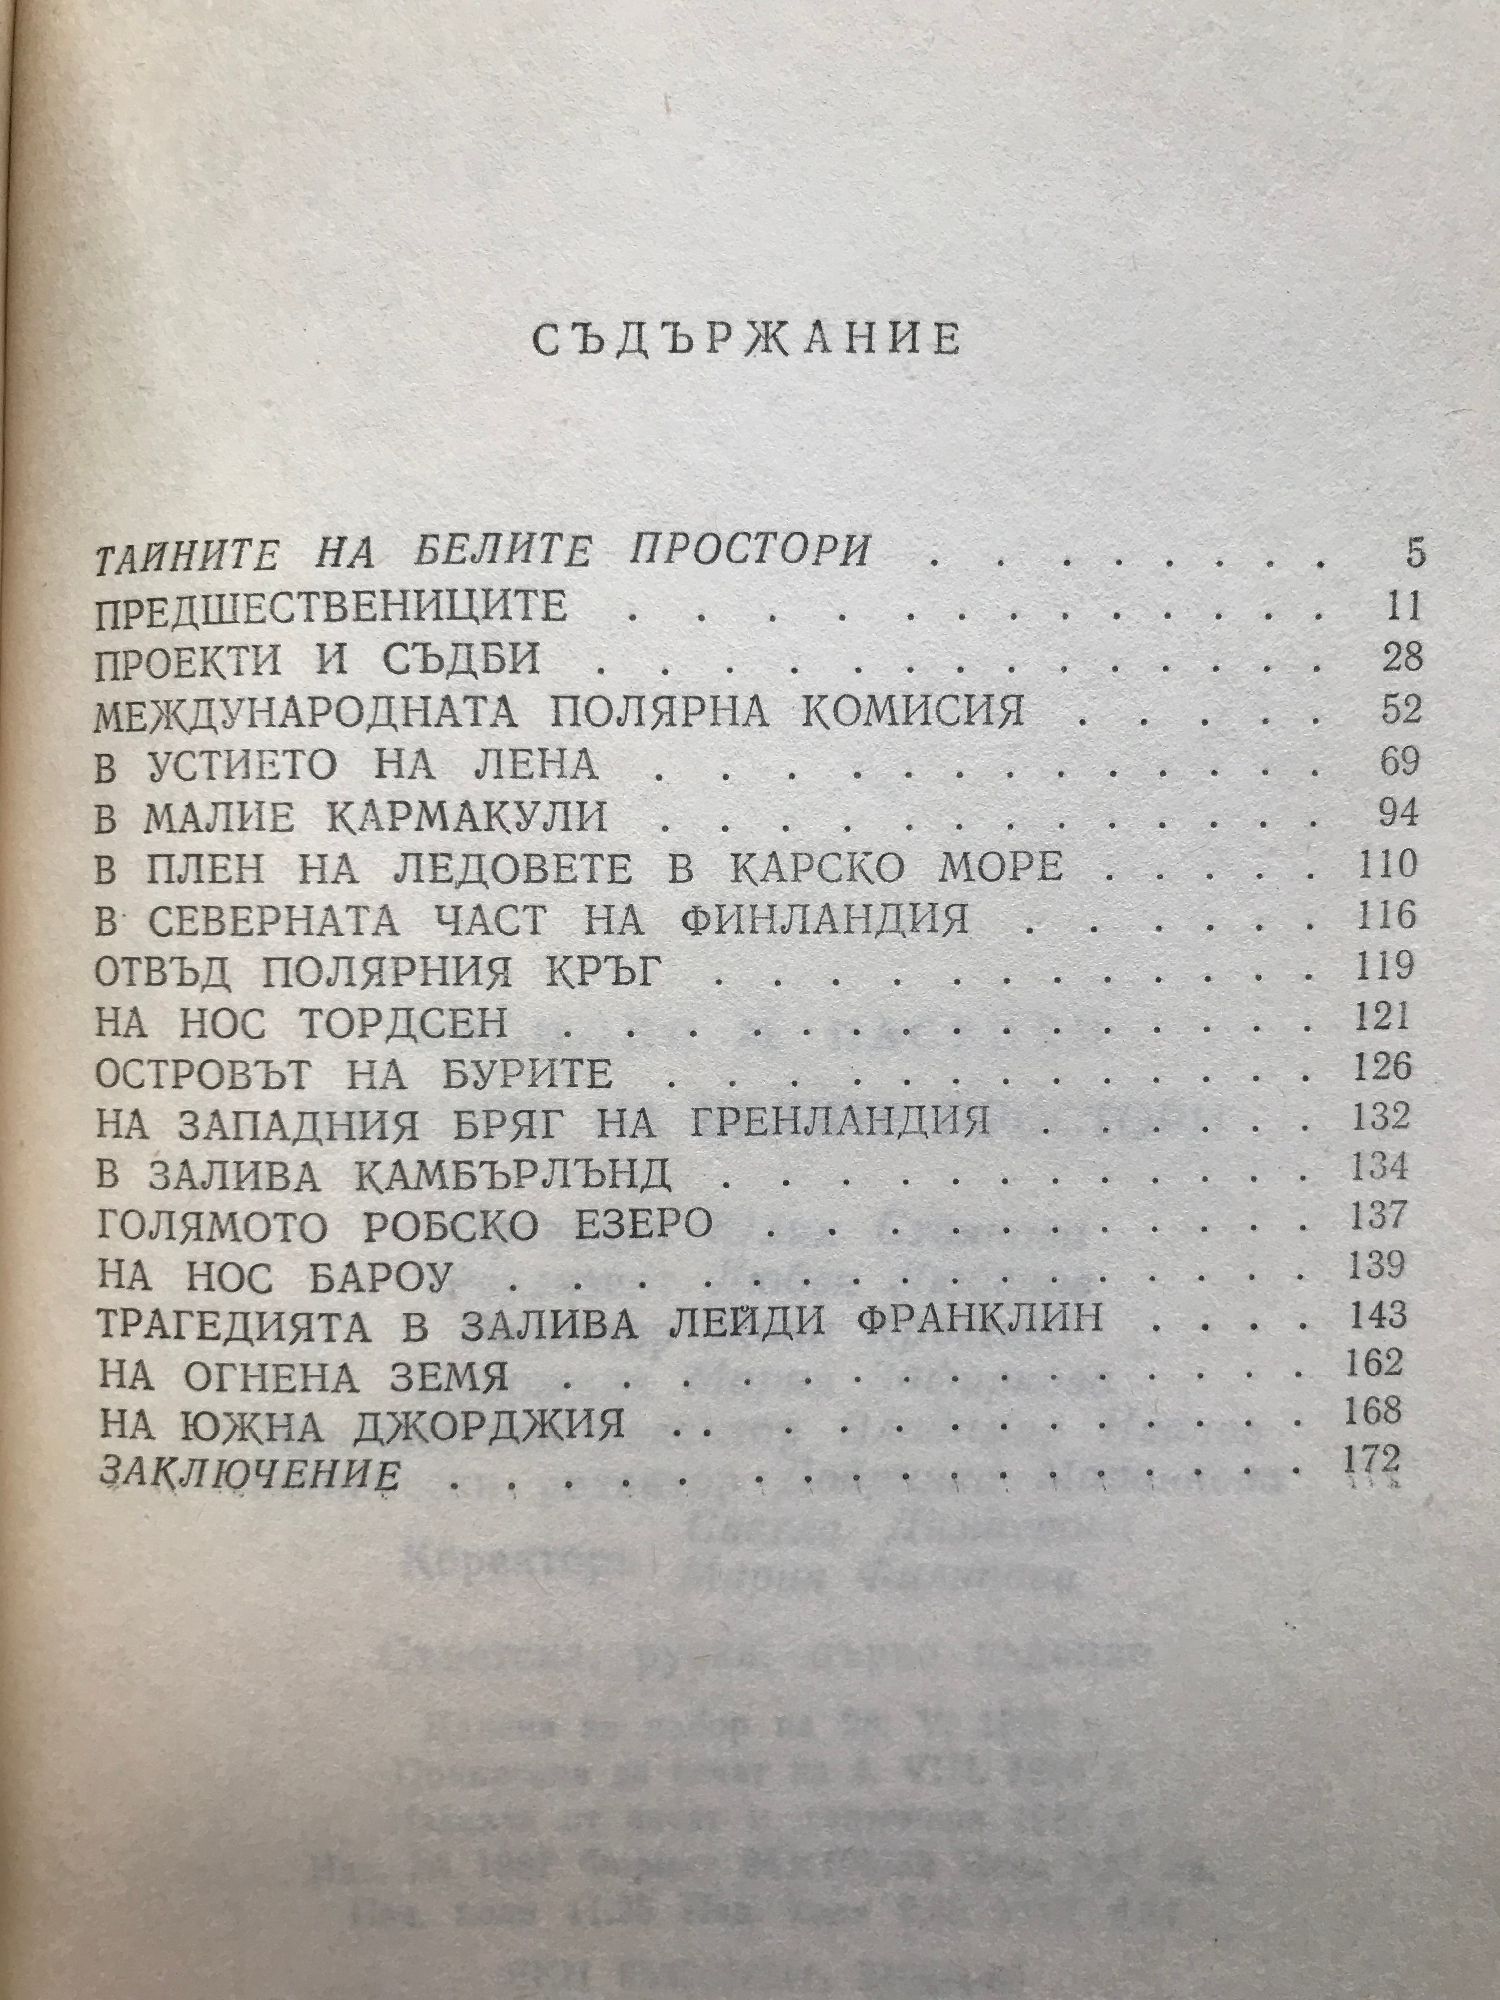 СЪДЪРЖАНИЕ
ТАЙНИТЕ НА БЕЛИТЕ ПРОСТОРИ . . . . . . . 5
ПРЕДШЕСТВЕНИЦИТЕ . . . . . . . . . . . 11
ПРОЕКТИ И СЪДБИ . . . . . . . . . . . . 28
МЕЖДУНАРОДНАТА ПОЛЯРНА КОМИСИЯ . . . . . 52
В УСТИЕТО НА ЛЕНА . . . . . . . . . . . 69
В МАЛИЕ КАРМАКУЛИ . . . . . . . . . . . 94
В ПЛЕН НА ЛЕДОВЕТЕ В КАРСКО МОРЕ . . . . . 110
В СЕВЕРНАТА ЧАСТ НА ФИНЛАНДИЯ . . . . . . 116
ОТВЪД ПОЛЯРНИЯ КРЪГ . . . . . . . . . . . 119
НА НОС ТОРДСЕН . . . . . . . . . . . . . 121
ОСТРОВЪТ НА БУРИТЕ . . . . . . . . . . . 126
НА ЗАПАДНИЯ БРЯГ НА ГРЕНЛАНДИЯ . . . . . . 132
В ЗАЛИВА КАМБЪРЛЪНД . . . . . . . . . . . 134
ГОЛЯМОТО РОБСКО ЕЗЕРО . . . . . . . . . . 137
НА НОС БАРОУ . . . . . . . . . . . . . . 139
ТРАГЕДИЯТА В ЗАЛИВА ЛЕЙДИ ФРАНКЛИН . . . . 143
НА ОГНЕНА ЗЕМЯ . . . . . . . . . . . . . 162
НА ЮЖНА ДЖОРДЖИЯ . . . . . . . . . . . . 168
ЗАКЛЮЧЕНИЕ . . . . . . . . . . . . . . . 172